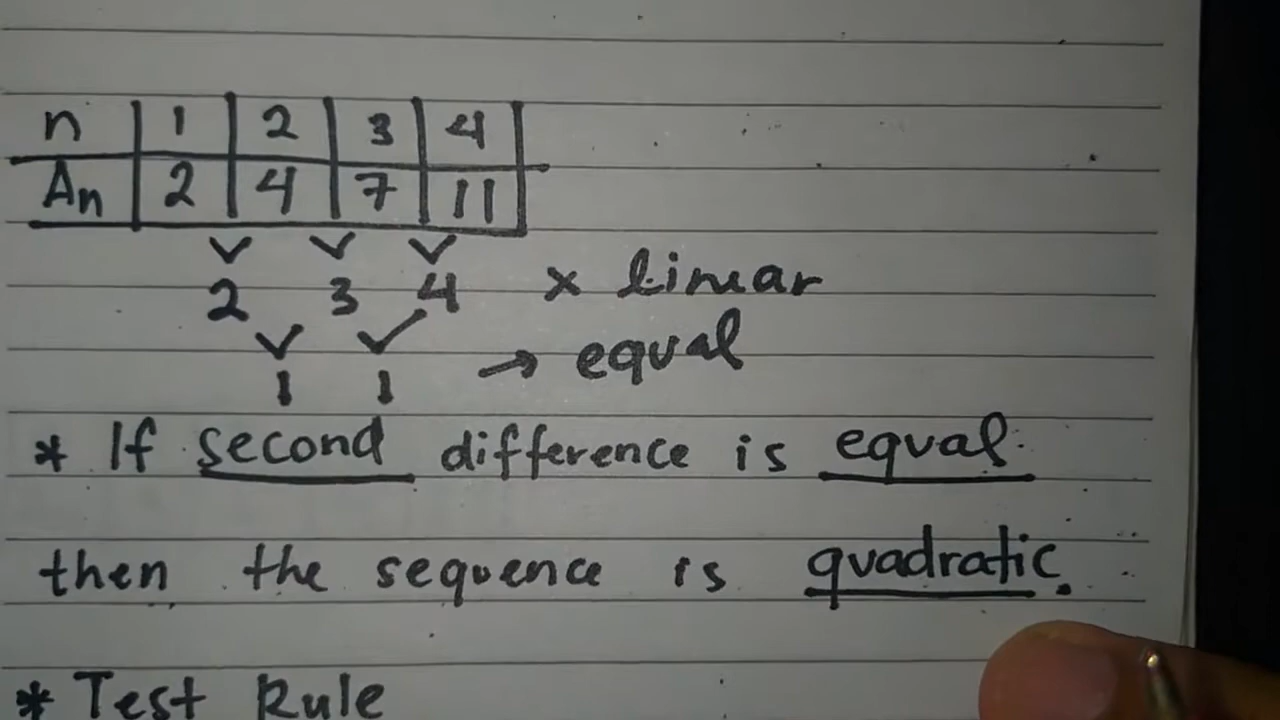 n 1 2 3 4
An 2 4 7 11
2 3 4 x linear
1 1 → equal
* If second difference is equal
then the sequence is quadratic.
* Test Rule